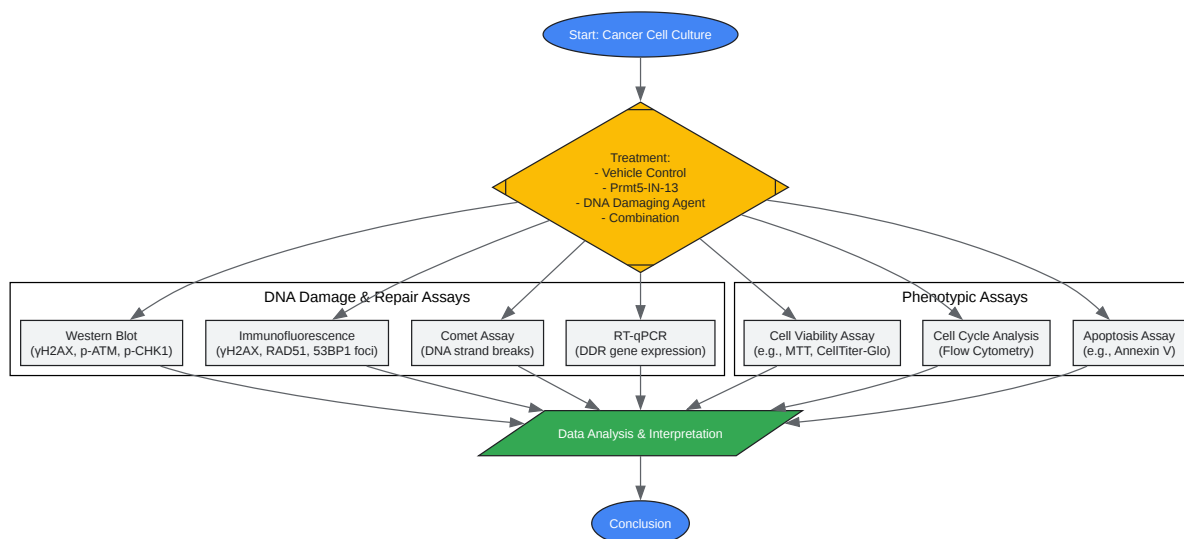 Start: Cancer Cell Culture
Treatment:
- Vehicle Control
- Prmt5-IN-13
- DNA Damaging Agent
- Combination
DNA Damage & Repair Assays
Phenotypic Assays
Western Blot
(γH2AX, p-ATM, p-CHK1)
Immunofluorescence
(γH2AX, RAD51, 53BP1 foci)
Comet Assay
(DNA strand breaks)
RT-qPCR
(DDR gene expression)
Cell Viability Assay
(e.g., MTT, CellTiter-Glo)
Cell Cycle Analysis
(Flow Cytometry)
Apoptosis Assay
(e.g., Annexin V)
Data Analysis & Interpretation
Conclusion